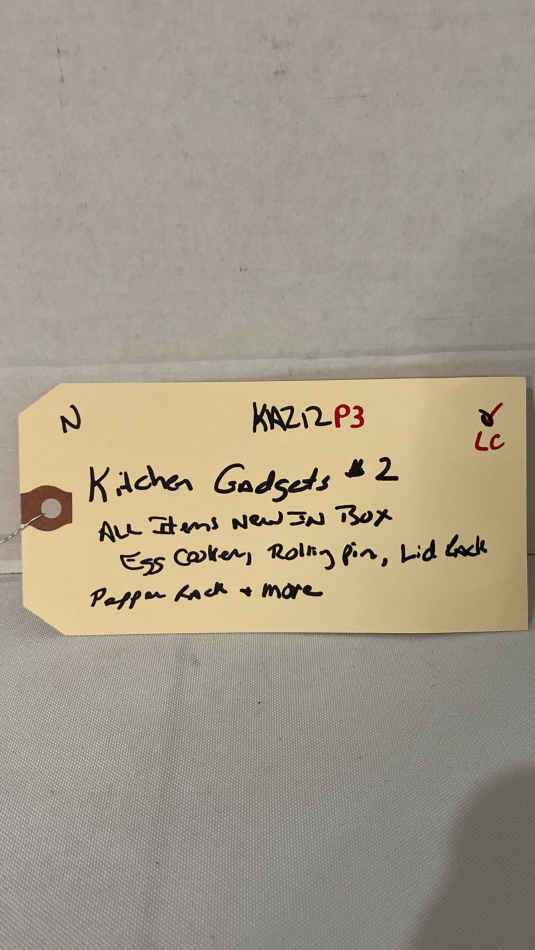 N KAZ12P3
LC
Kitchen Gadgets #2
All Items New In Box
Egg Cooker, Rolling pin, Lid Rack
Pepper Rack + more